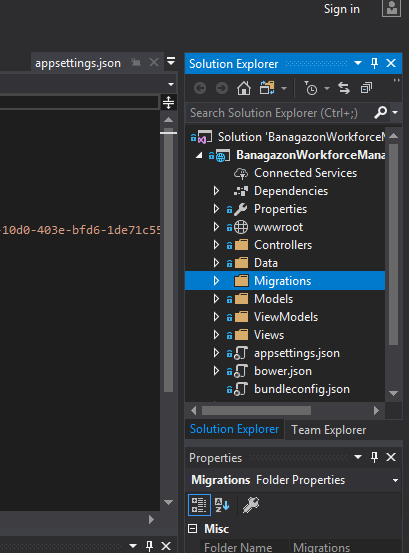 Sign in
appsettings.json
Solution Explorer
Search Solution Explorer (Ctrl+;)
Solution 'BanagazonWorkforceM
BanagazonWorkforceMana
Connected Services
Dependencies
Properties
wwwroot
Controllers
Data
-10d0-403e-bfd6-1de71c55
Migrations
Models
ViewModels
Views
appsettings.json
bower.json
bundleconfig.json
Solution Explorer Team Explorer
Properties
Migrations Folder Properties
Misc
Folder Name Migrations